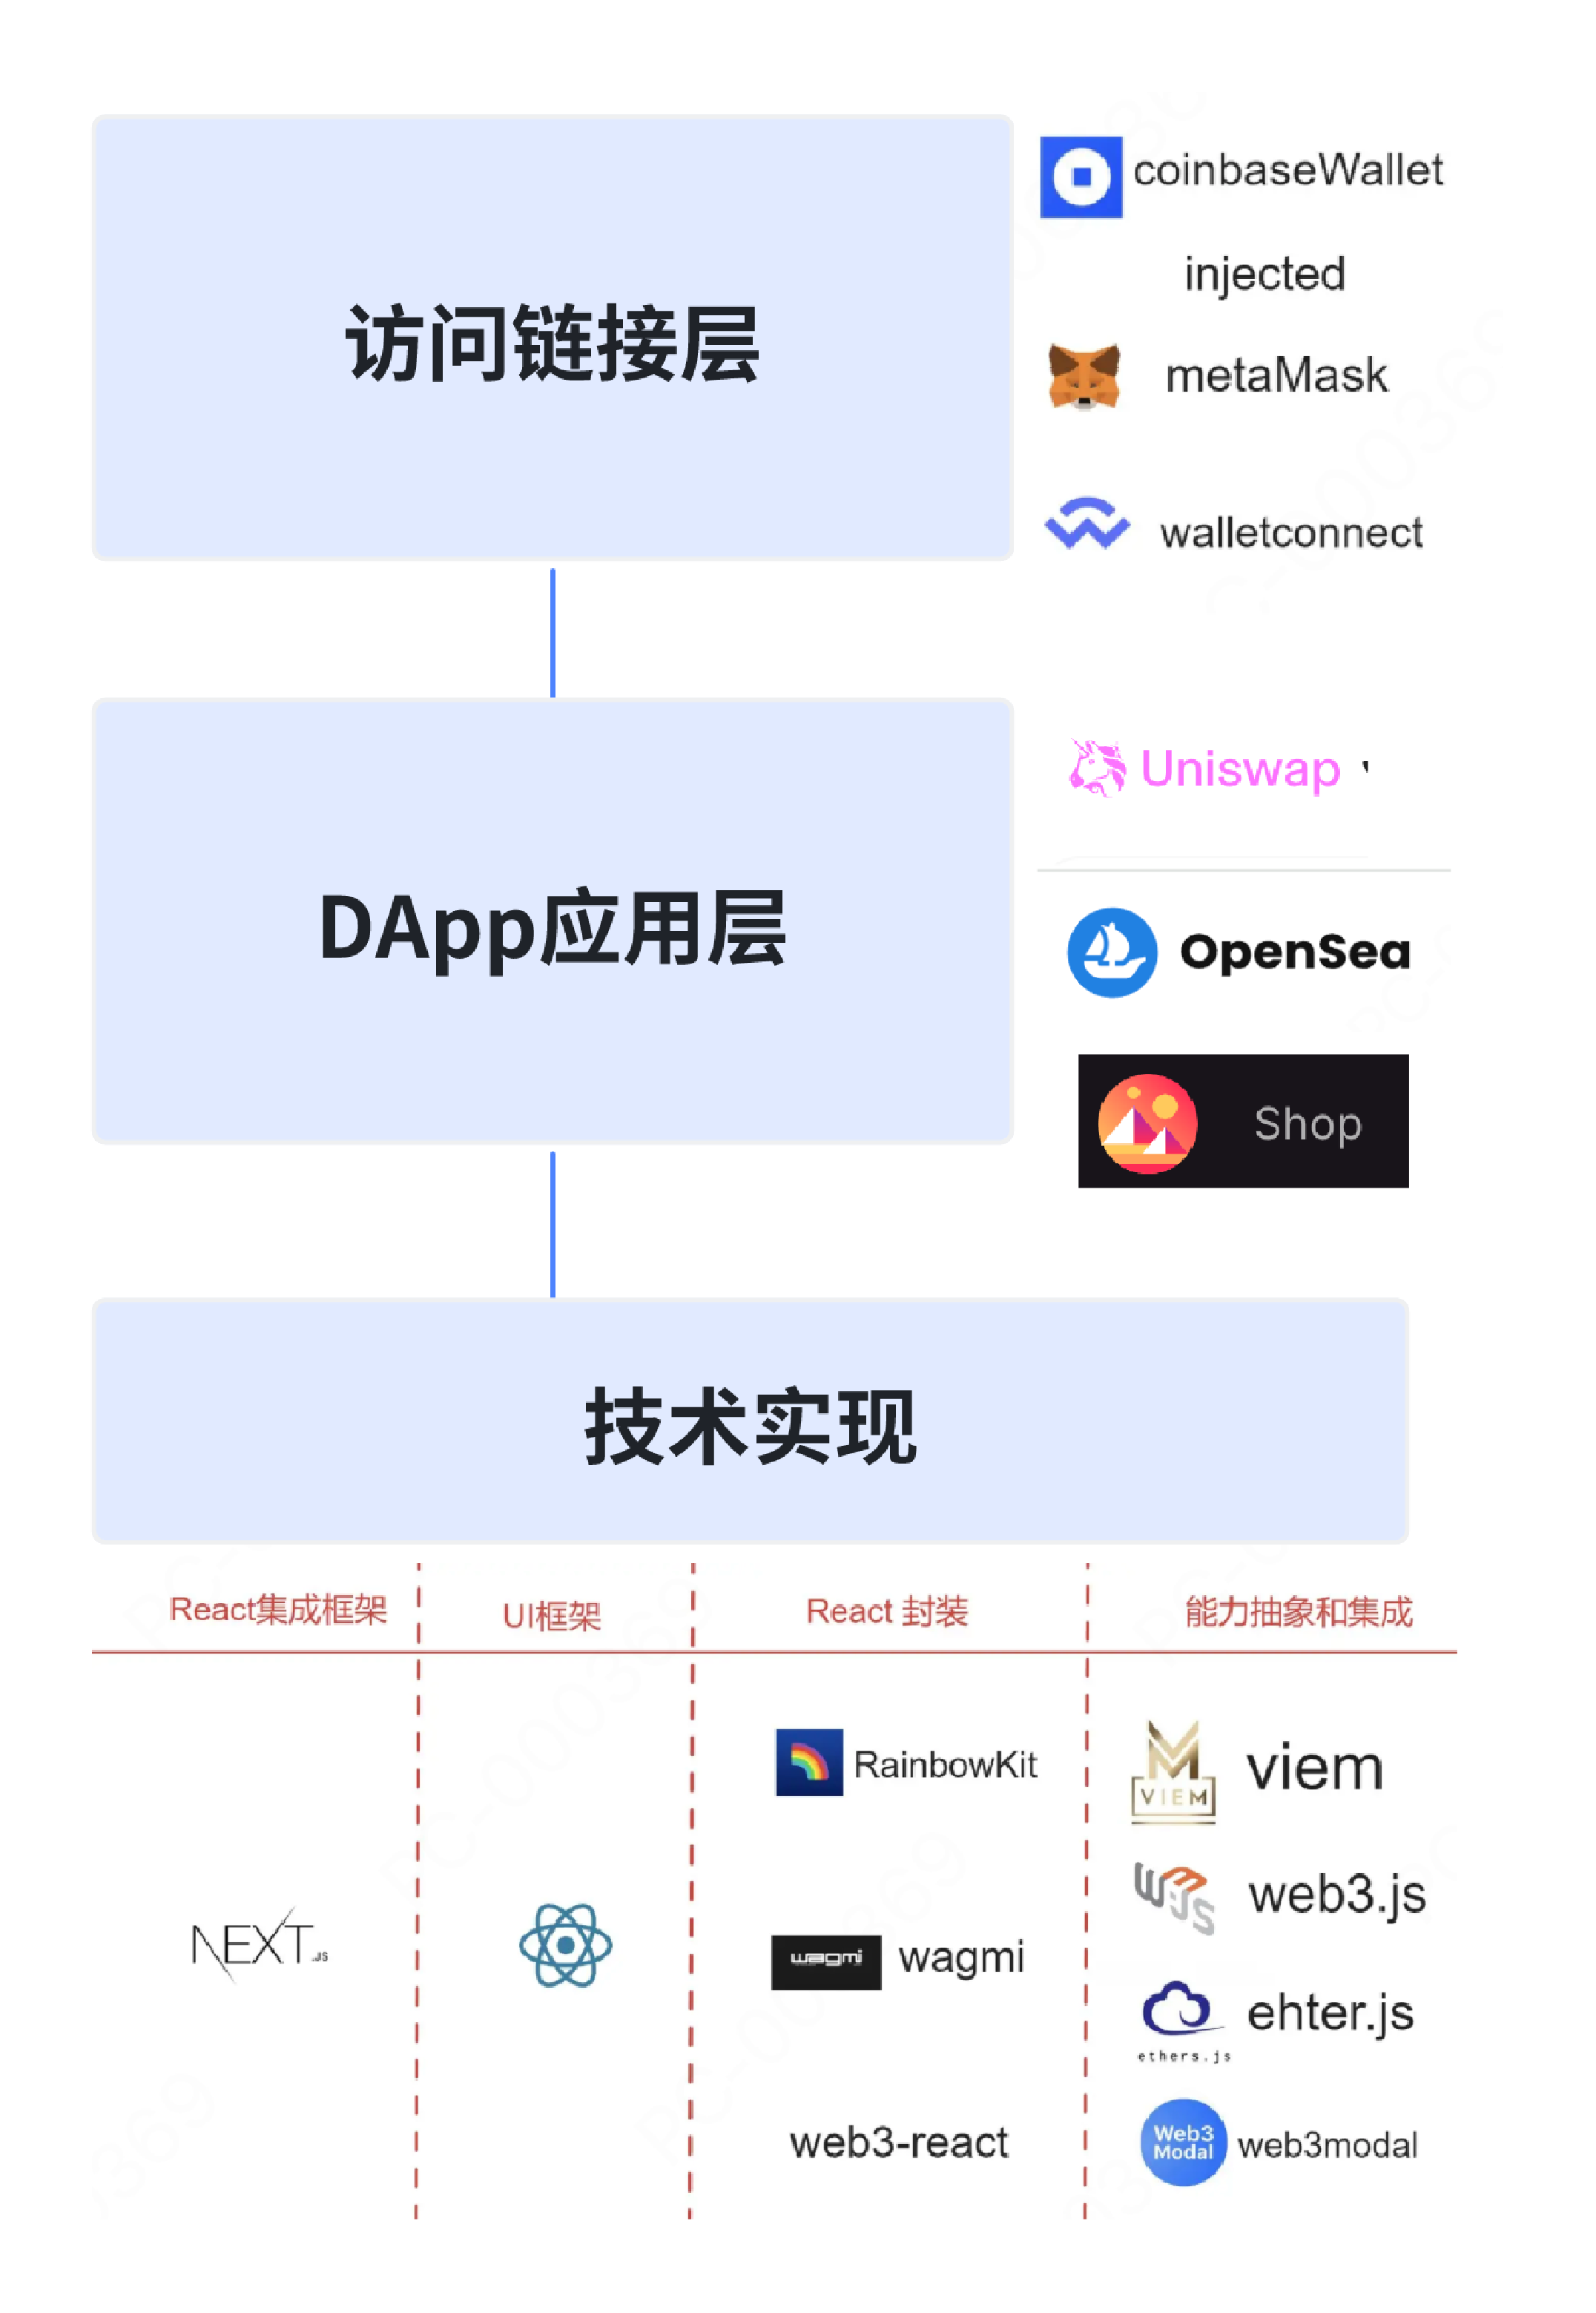 访问链接层
coinbaseWallet
injected
metaMask
walletconnect
DApp应用层
Uniswap
OpenSea
Shop
技术实现
React集成框架
UI框架
React 封装
能力抽象和集成
NEXT.JS
RainbowKit
wagmi
wagmi
web3-react
VIEM
viem
W3JS
web3.js
ehter.js
ethers.js
Web3
Modal
web3modal